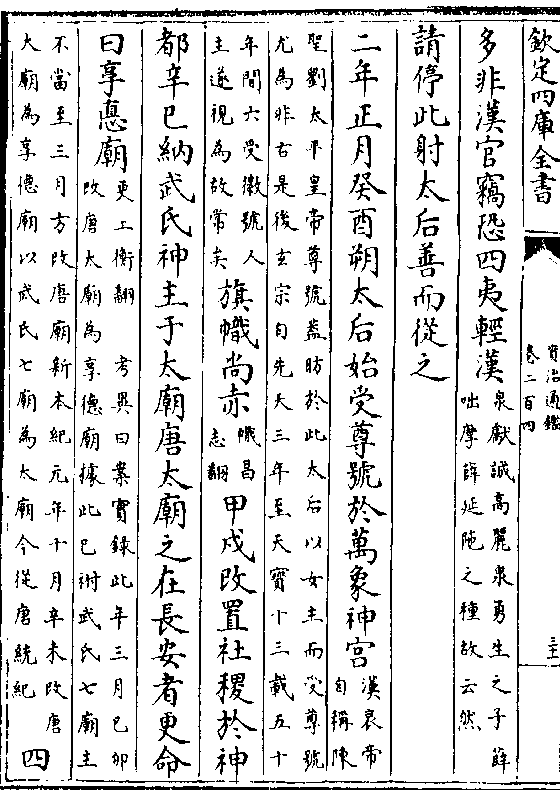 欽定四庫全書
資治通鑑
卷二百四
多非漢官竊恐四夷輕漢
泉獻誠高麗泉勇生之子薛
咄摩薛延陁之種故云然
請停此射太后善而從之
二年正月癸酉朔太后始受尊號於萬象神宮
漢哀帝
自稱陳
聖劉太平皇帝尊號蓋昉於此太后以女主而受尊號
尤為非古是後玄宗自先天三年至天寶十三載五十
年間六受徽號人
主遂視為故常矣
旗幟尚赤
幟昌
志翻
甲戌改置社稷於神
都辛巳納武氏神主于太廟唐太廟之在長安者更命
曰享悳廟
更工衡翻 考異曰案實錄此年三月己卯
改唐太廟為享德廟據此已祔武氏七廟主
不當至三月方改唐廟新本紀元年十月辛未改唐
大廟為享德廟以武氏七廟為太廟今從唐統紀
四